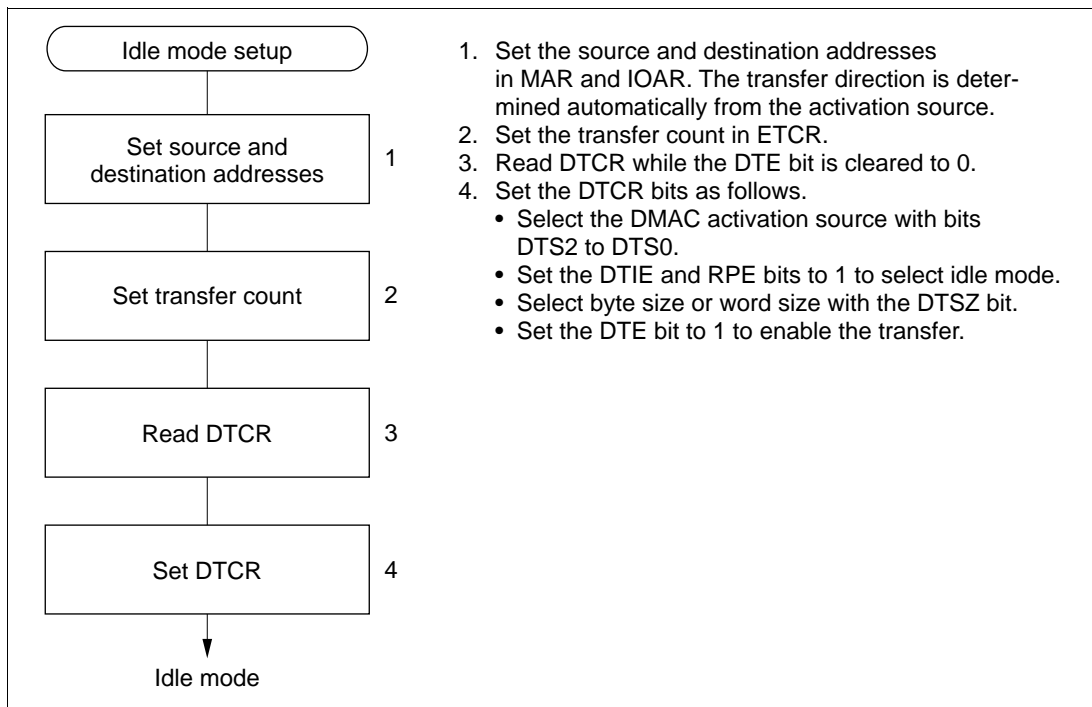 Idle mode setup
Set source and
destination addresses
1
Set transfer count
2
Read DTCR
3
Set DTCR
4
Idle mode
1. Set the source and destination addresses
in MAR and IOAR. The transfer direction is deter-
mined automatically from the activation source.
2. Set the transfer count in ETCR.
3. Read DTCR while the DTE bit is cleared to 0.
4. Set the DTCR bits as follows.
• Select the DMAC activation source with bits
DTS2 to DTS0.
• Set the DTIE and RPE bits to 1 to select idle mode.
• Select byte size or word size with the DTSZ bit.
• Set the DTE bit to 1 to enable the transfer.